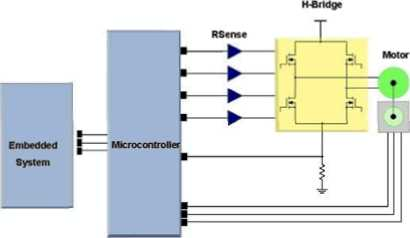 H-Bridge
RSense
Motor
Embedded
System
Microcontroller